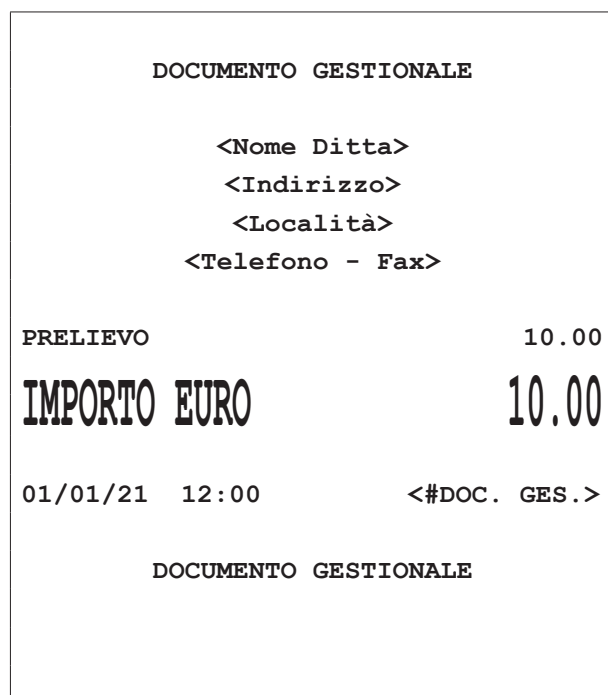 DOCUMENTO GESTIONALE
<Nome Ditta>
<Indirizzo>
<Località>
<Telefono - Fax>
PRELIEVO 10.00
IMPORTO EURO 10.00
01/01/21 12:00 <#DOC. GES.>
DOCUMENTO GESTIONALE